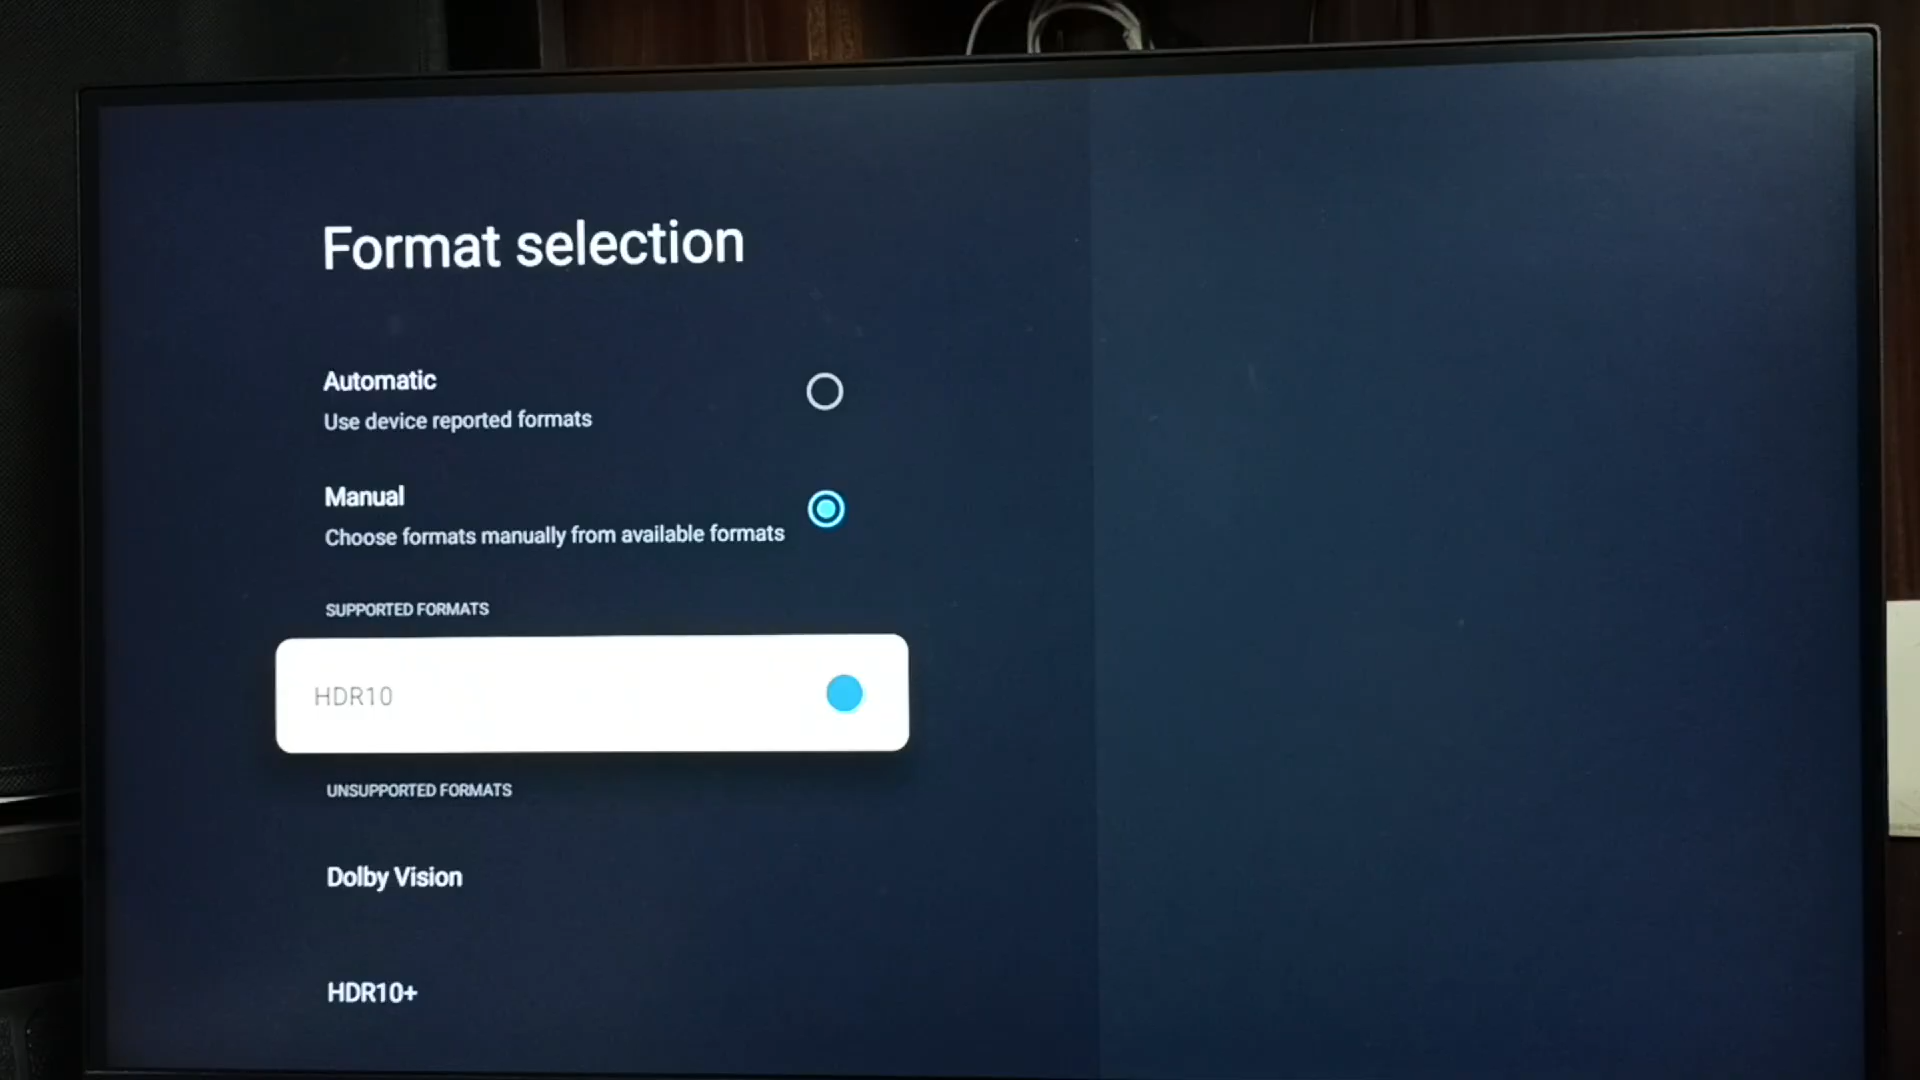 Format selection
Automatic
Use device reported formats
Manual
Choose formats manually from available formats
SUPPORTED FORMATS
HDR10
UNSUPPORTED FORMATS
Dolby Vision
HDR10+